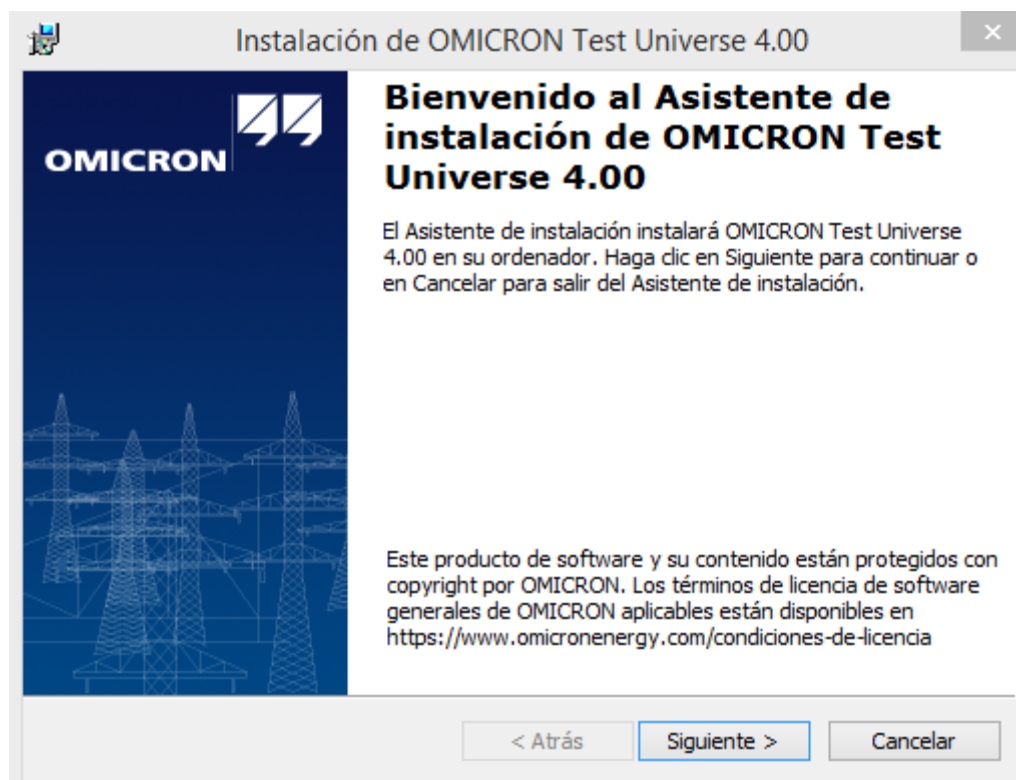 Instalación de OMICRON Test Universe 4.00
OMICRON
Bienvenido al Asistente de
instalación de OMICRON Test
Universe 4.00
El Asistente de instalación instalará OMICRON Test Universe
4.00 en su ordenador. Haga clic en Siguiente para continuar o
en Cancelar para salir del Asistente de instalación.
Este producto de software y su contenido están protegidos con
copyright por OMICRON. Los términos de licencia de software
generales de OMICRON aplicables están disponibles en
https://www.omicronenergy.com/condiciones-de-licencia
< Atrás
Siguiente >
Cancelar